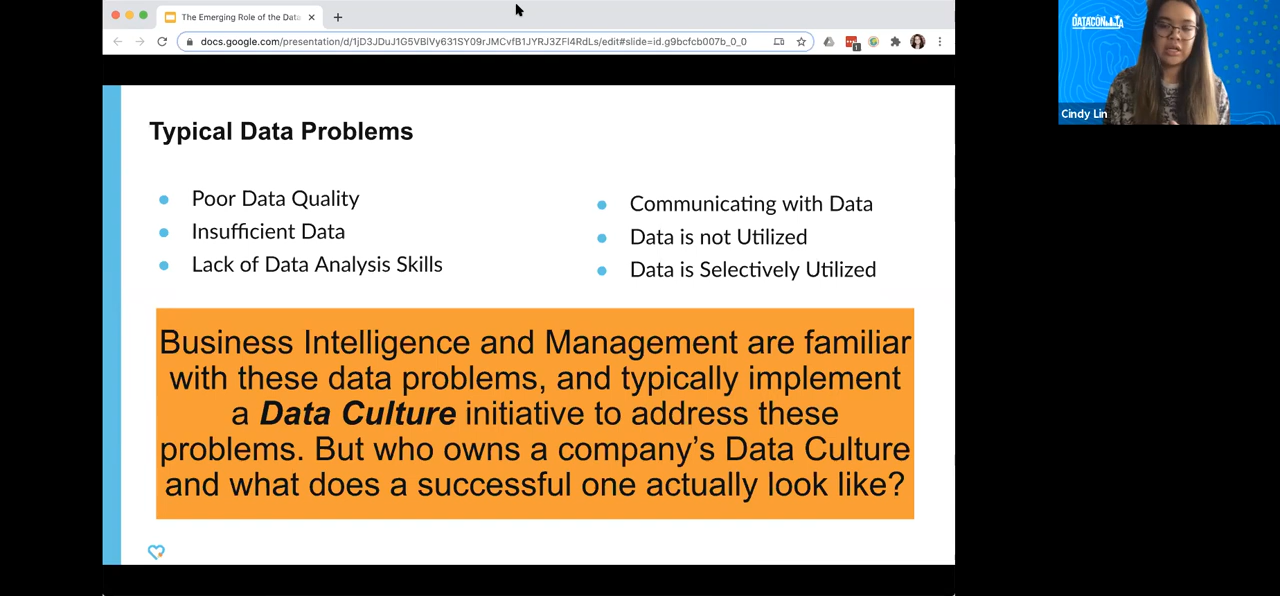 The Emerging Role of the Data
docs.google.com/presentation/d/1jD3JDuJ1G5VBlVy631SY09rJMCvfB1JYRJ3ZFl4RdLs/edit#slide=id.g9bcfcb007b_0_0
1
DATACONLA
Cindy Lin
Typical Data Problems
Poor Data Quality
Insufficient Data
Lack of Data Analysis Skills
Communicating with Data
Data is not Utilized
Data is Selectively Utilized
Business Intelligence and Management are familiar
with these data problems, and typically implement
a Data Culture initiative to address these
problems. But who owns a company's Data Culture
and what does a successful one actually look like?